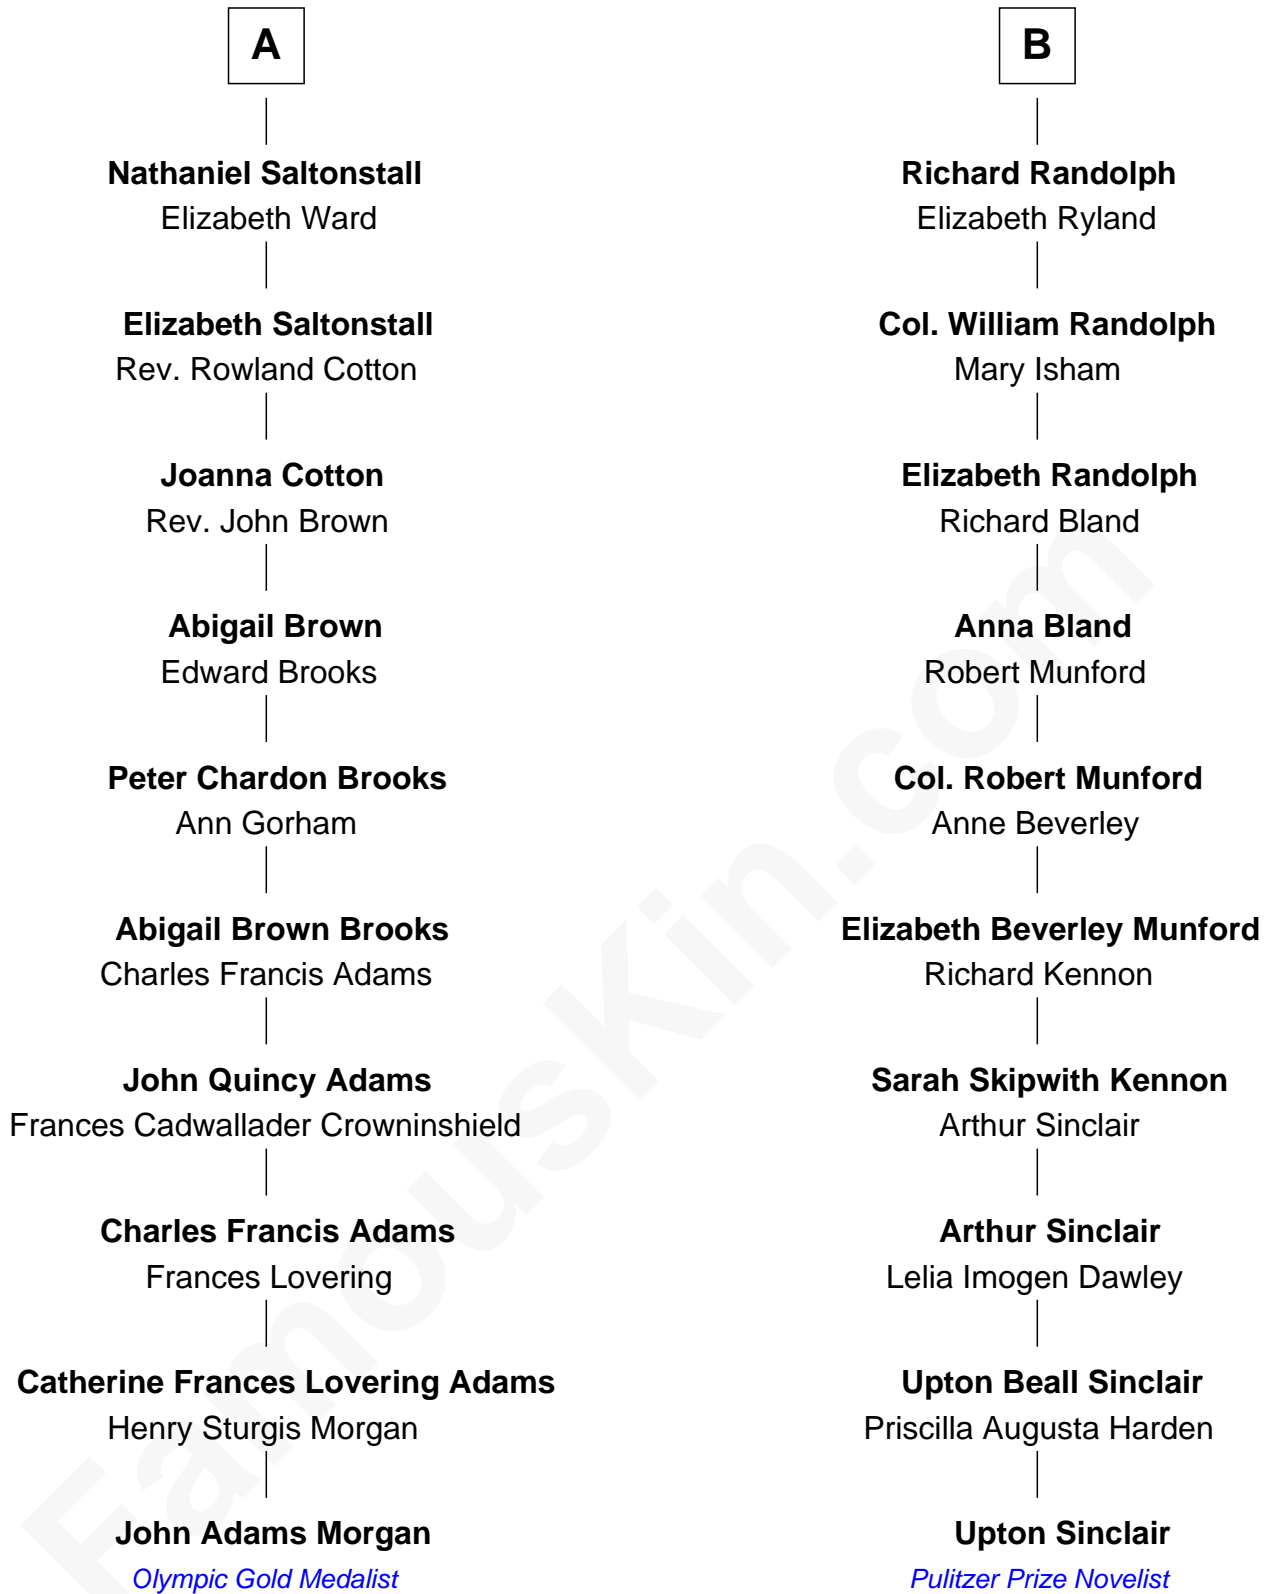 A
Nathaniel Saltonstall
Elizabeth Ward
Elizabeth Saltonstall
Rev. Rowland Cotton
Joanna Cotton
Rev. John Brown
Abigail Brown
Edward Brooks
Peter Chardon Brooks
Ann Gorham
Abigail Brown Brooks
Charles Francis Adams
John Quincy Adams
Frances Cadwallader Crowninshield
Charles Francis Adams
Frances Lovering
Catherine Frances Lovering Adams
Henry Sturgis Morgan
John Adams Morgan
Olympic Gold Medalist
B
Richard Randolph
Elizabeth Ryland
Col. William Randolph
Mary Isham
Elizabeth Randolph
Richard Bland
Anna Bland
Robert Munford
Col. Robert Munford
Anne Beverley
Elizabeth Beverley Munford
Richard Kennon
Sarah Skipwith Kennon
Arthur Sinclair
Arthur Sinclair
Lelia Imogen Dawley
Upton Beall Sinclair
Priscilla Augusta Harden
Upton Sinclair
Pulitzer Prize Novelist
FamousKin.com